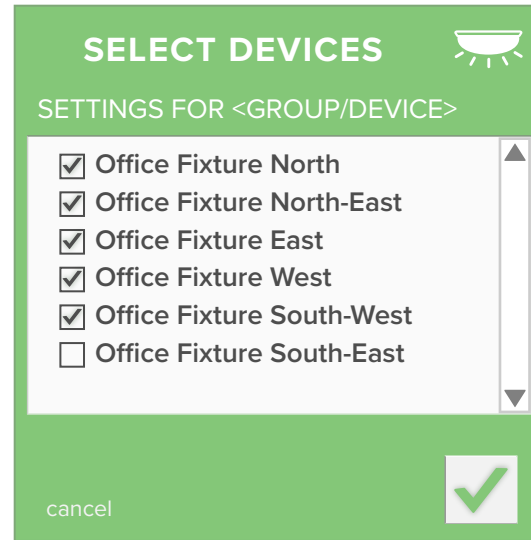 SELECT DEVICES
SETTINGS FOR <GROUP/DEVICE>
Office Fixture North
Office Fixture North-East
Office Fixture East
Office Fixture West
Office Fixture South-West
Office Fixture South-East
cancel